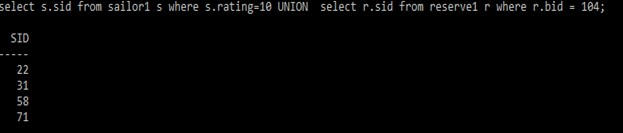 select s.sid from sailor1 s where s.rating=10 UNION  select r.sid from reserve1 r where r.bid = 104;
SID
-----
22
31
58
71